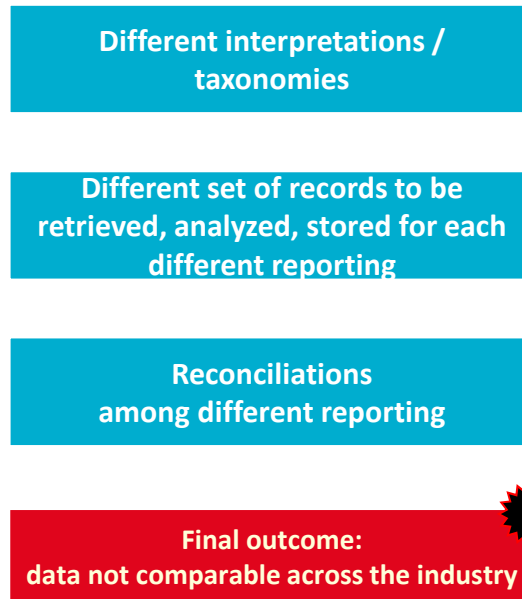 Different interpretations /
taxonomies
Different set of records to be
retrieved, analyzed, stored for each
different reporting
Reconciliations
among different reporting
Final outcome:
data not comparable across the industry